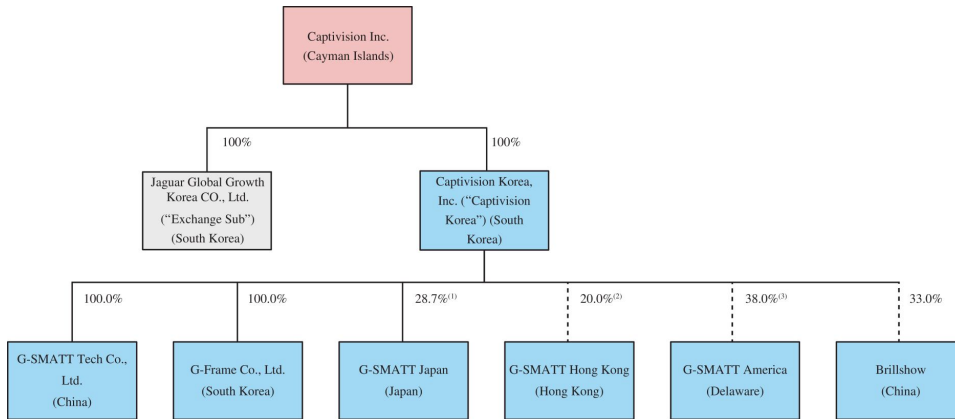 Captivision Inc.
(Cayman Islands)
100%
100%
Jaguar Global Growth
Korea CO., Ltd.
(“Exchange Sub”)
(South Korea)
Captivision Korea,
Inc. (“Captivision
Korea”) (South
Korea)
100.0%
100.0%
28.7%(1)
20.0%(2)
38.0%(3)
33.0%
G-SMATT Tech Co.,
Ltd.
(China)
G-Frame Co., Ltd.
(South Korea)
G-SMATT Japan
(Japan)
G-SMATT Hong Kong
(Hong Kong)
G-SMATT America
(Delaware)
Brillshow
(China)